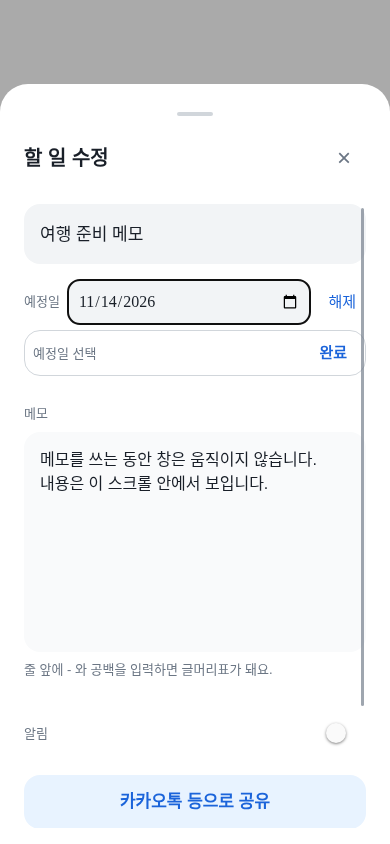 할 일 수정
여행 준비 메모
예정일 11/14/2026 해제
예정일 선택 완료
메모
메모를 쓰는 동안 창은 움직이지 않습니다.
내용은 이 스크롤 안에서 보입니다.
줄 앞에 - 와 공백을 입력하면 글머리표가 돼요.
알림
카카오톡 등으로 공유